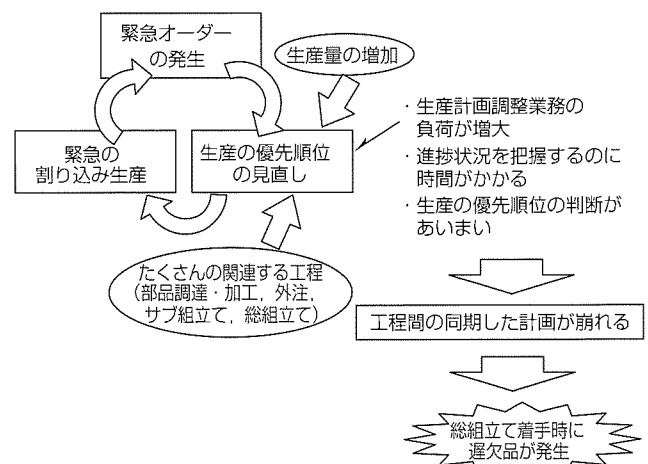 緊急オーダー
の発生
生産量の増加
緊急の
割り込み生産
生産の優先順位
の見直し
・生産計画調整業務の
負荷が増大
・進捗状況を把握するのに
時間がかかる
・生産の優先順位の判断が
あいまい
たくさんの関連する工程
(部品調達・加工，外注，
サブ組立て，総組立て)
工程間の同期した計画が崩れる
総組立て着手時に
遅欠品が発生